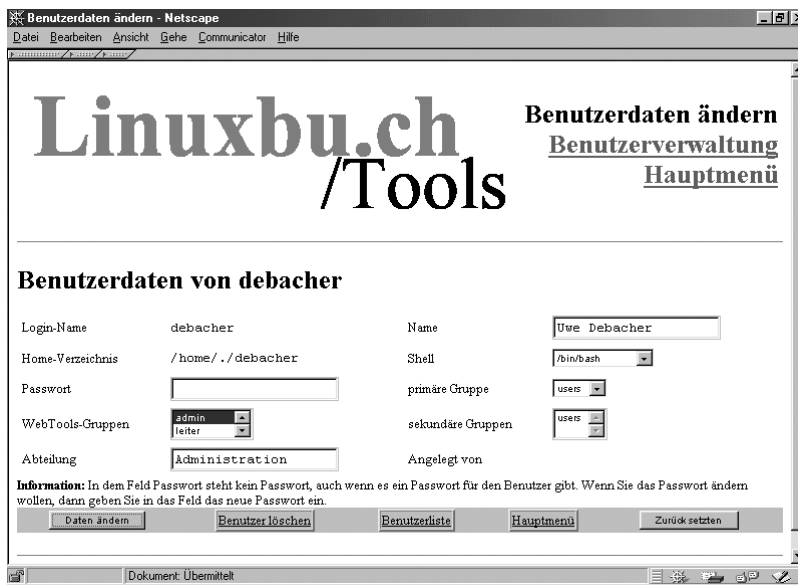 Benutzerdaten ändern - Netscape
Datei Bearbeiten Ansicht Gehe Communicator Hilfe
Linuxbu.ch
/Tools
Benutzerdaten ändern
Benutzerverwaltung
Hauptmenü
Benutzerdaten von debacher
Login-Name debacher Name Uwe Debacher
Home-Verzeichnis /home/./debacher Shell /bin/bash
Passwort primäre Gruppe users
WebTools-Gruppen admin leiter sekundäre Gruppen users
Abteilung Administration Angelegt von
Information: In dem Feld Passwort steht kein Passwort, auch wenn es ein Passwort für den Benutzer gibt. Wenn Sie das Passwort ändern
wollen, dann geben Sie in das Feld das neue Passwort ein.
Daten ändern Benutzer löschen Benutzerliste Hauptmenü Zurück setzten
Dokument: Übermittelt